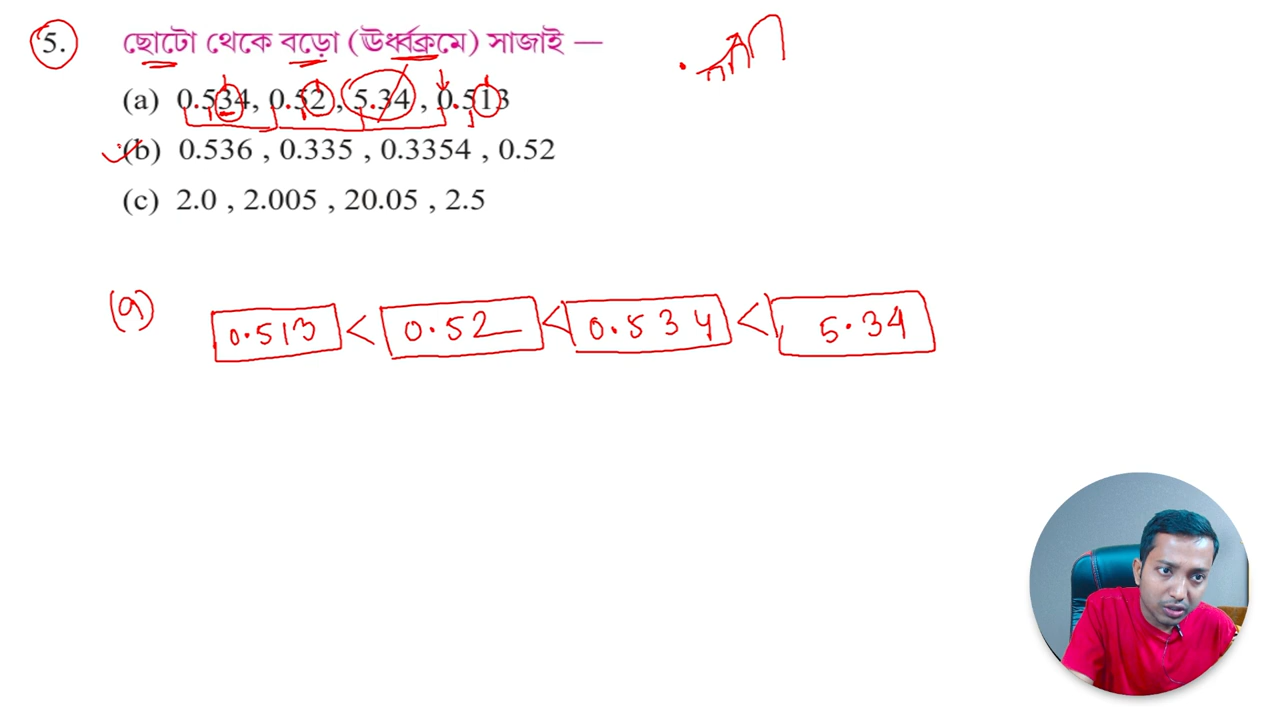 5. ছোটো থেকে বড়ো (ঊর্ধ্বক্রমে) সাজাই —
(a) 0.534, 0.52 , 5.34 , 0.513
(b) 0.536 , 0.335 , 0.3354 , 0.52
(c) 2.0 , 2.005 , 20.05 , 2.5
(a) 0.513 < 0.52 < 0.534 < 5.34